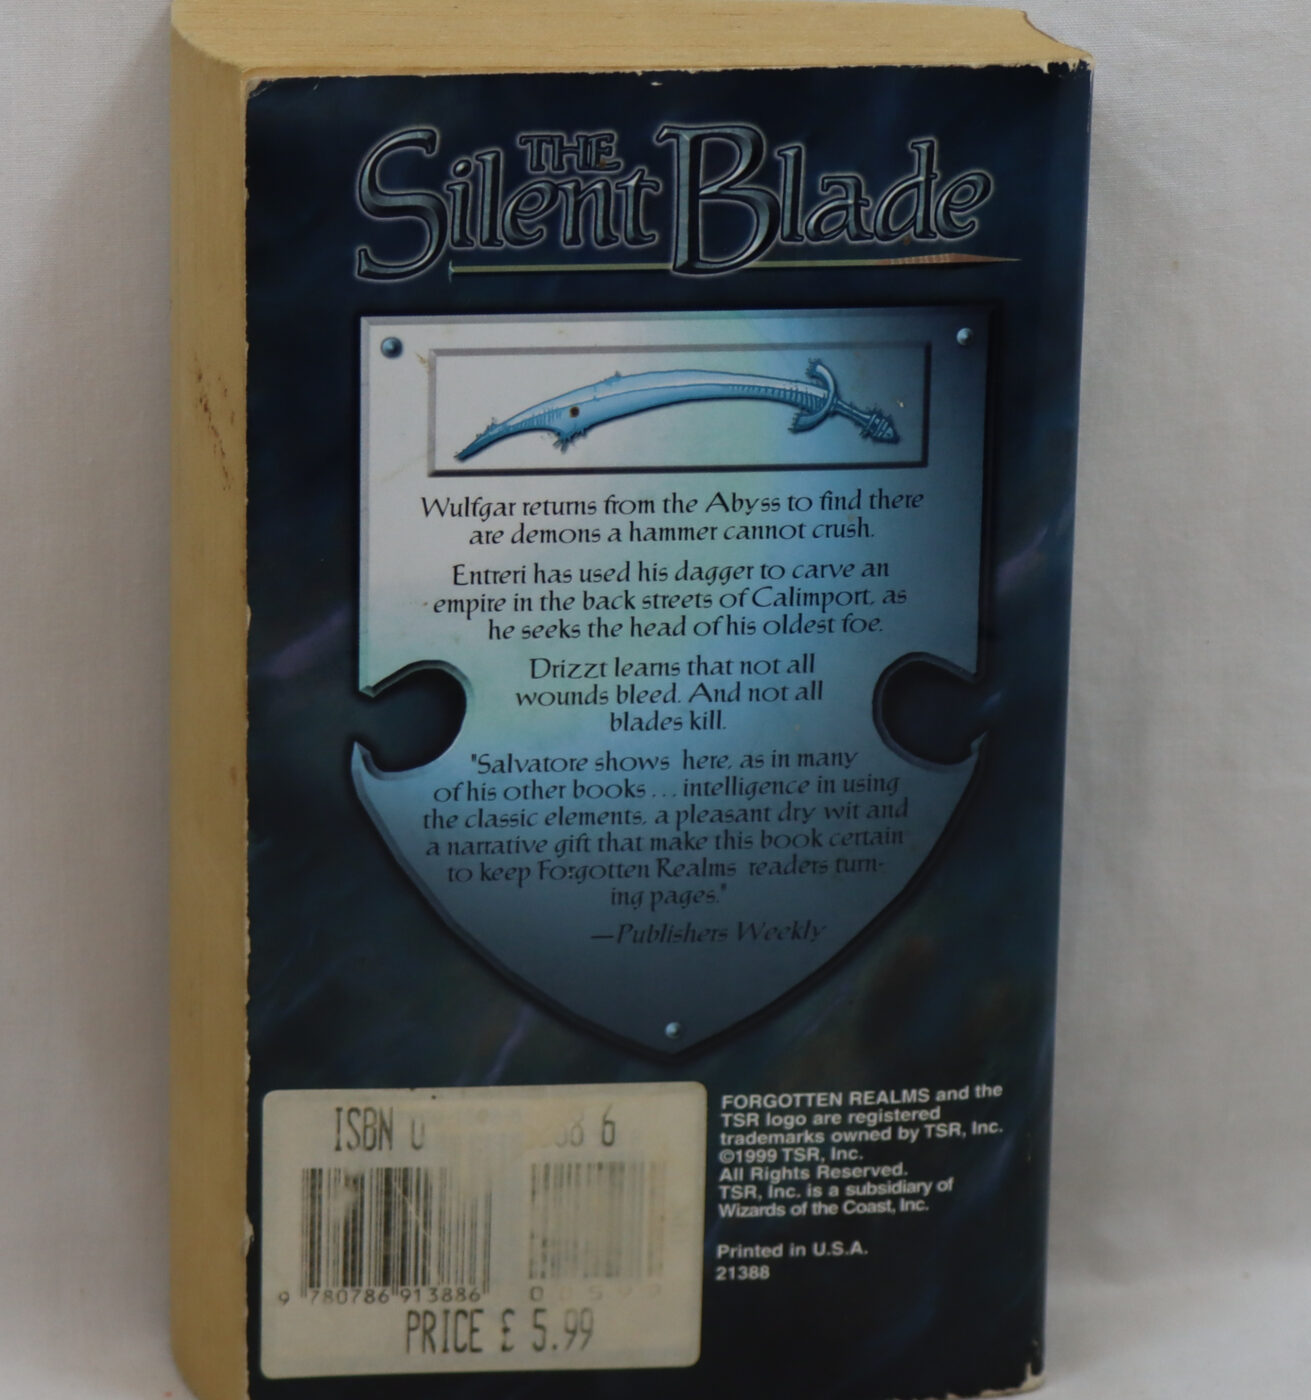 THE
Silent Blade
Wulfgar returns from the Abyss to find there
are demons a hammer cannot crush.
Entreri has used his dagger to carve an
empire in the back streets of Calimport, as
he seeks the head of his oldest foe.
Drizzt learns that not all
wounds bleed. And not all
blades kill.
"Salvatore shows here, as in many
of his other books . . . intelligence in using
the classic elements, a pleasant dry wit and
a narrative gift that make this book certain
to keep Forgotten Realms readers turn-
ing pages."
—Publishers Weekly
ISBN 0 88 6
9 780786 913886
PRICE £ 5.99
FORGOTTEN REALMS and the
TSR logo are registered
trademarks owned by TSR, Inc.
©1999 TSR, Inc.
All Rights Reserved.
TSR, Inc. is a subsidiary of
Wizards of the Coast, Inc.
Printed in U.S.A.
21388